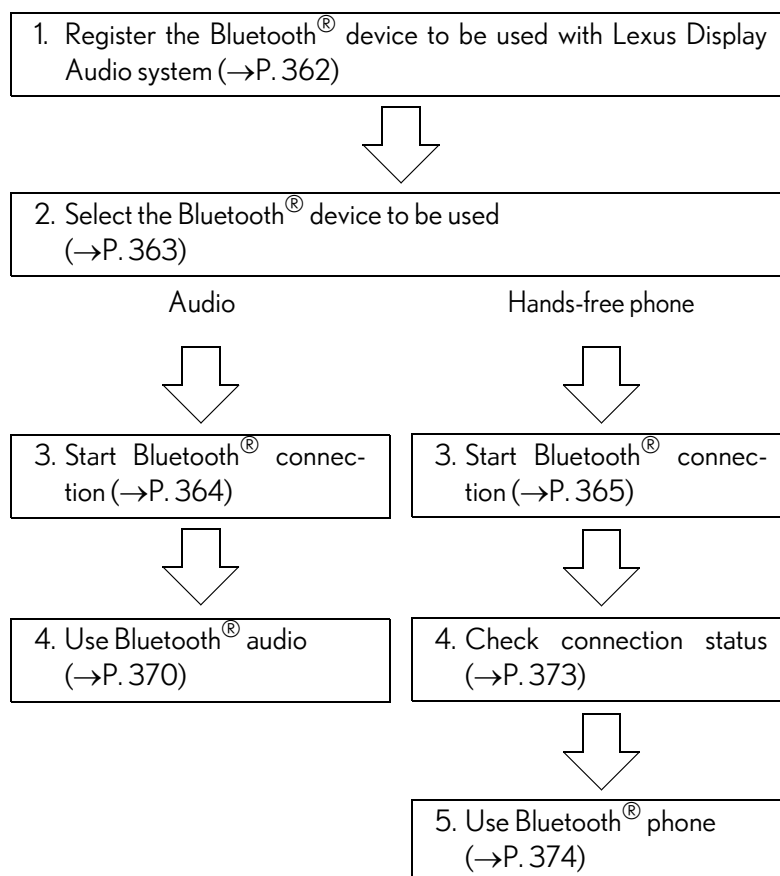 1. Register the Bluetooth® device to be used with Lexus Display
Audio system (→P. 362)
2. Select the Bluetooth® device to be used
(→P. 363)
Audio
Hands-free phone
3. Start Bluetooth® connec-
tion (→P. 364)
3. Start Bluetooth® connec-
tion (→P. 365)
4. Use Bluetooth® audio
(→P. 370)
4. Check connection status
(→P. 373)
5. Use Bluetooth® phone
(→P. 374)